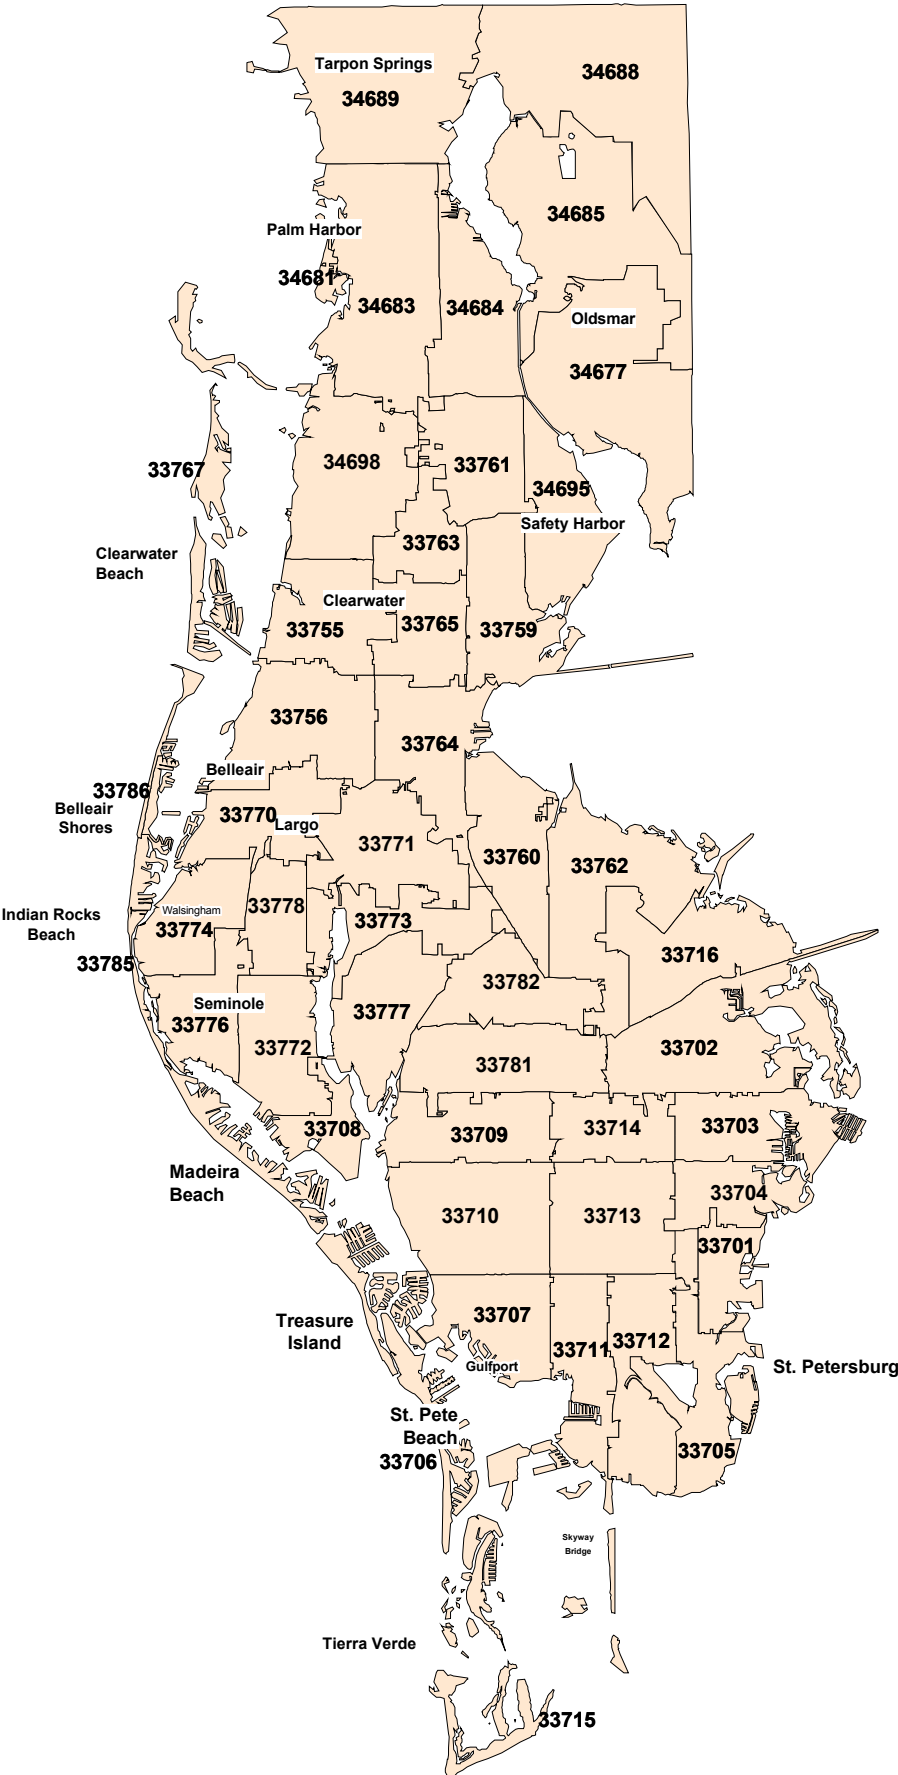 Tarpon Springs
34689
34688
34685
Palm Harbor
34681
34683
34684
Oldsmar
34677
33767
34698
33761
34695
Safety Harbor
33763
Clearwater
Beach
Clearwater
33755
33765
33759
33756
33764
Belleair
33786
Belleair
Shores
33770
Largo
33771
33760
33762
Indian Rocks
Beach
Walsingham
33774
33778
33773
33785
33716
33782
Seminole
33776
33777
33772
33702
33781
33708
33709
33714
33703
Madeira
Beach
33704
33710
33713
33701
Treasure
Island
33707
33711
33712
Gulfport
St. Petersburg
St. Pete
Beach
33706
33705
Skyway
Bridge
Tierra Verde
33715